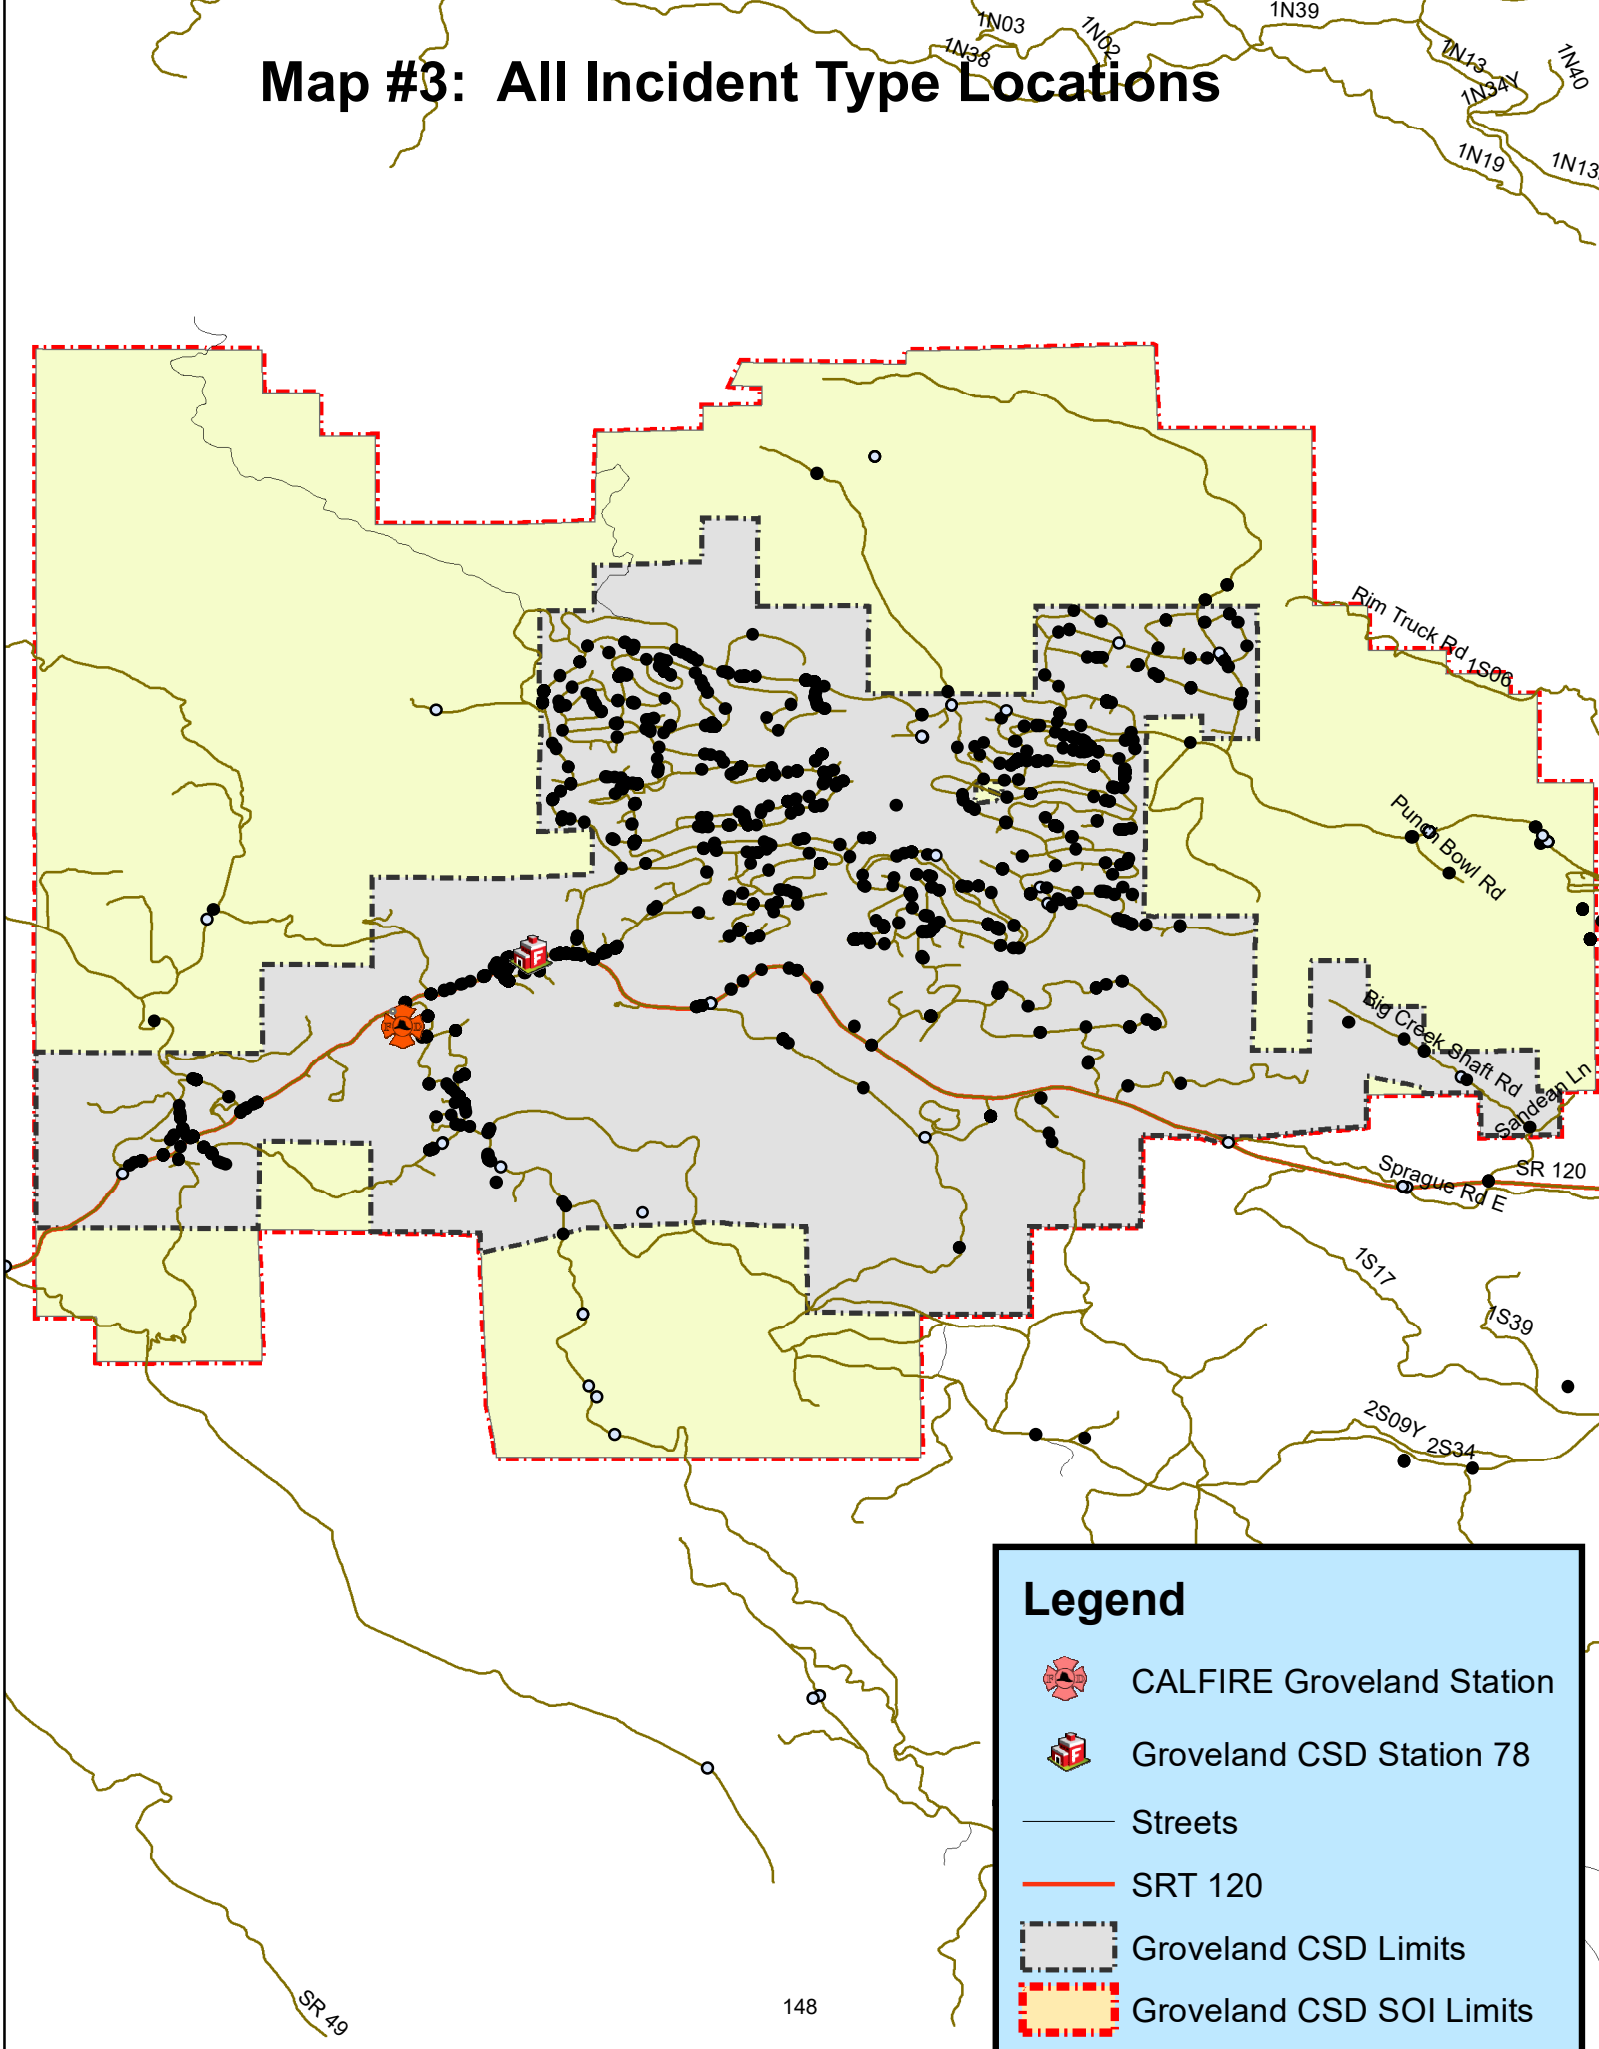 1N03
1N02
1N39
1N38
1N13
1N40
1N34Y
Map #3:  All Incident Type Locations
1N19
Rim Truck Rd
1S06
Punch Bowl Rd
Big Creek Shaft Rd
Sandean Ln
Sprague Rd E
SR 120
1S17
1S39
2S09Y
2S34
Legend
CALFIRE Groveland Station
Groveland CSD Station 78
Streets
SRT 120
Groveland CSD Limits
Groveland CSD SOI Limits
SR 49
148